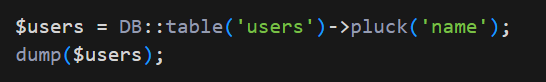 $users = DB::table('users')->pluck('name');
dump($users);